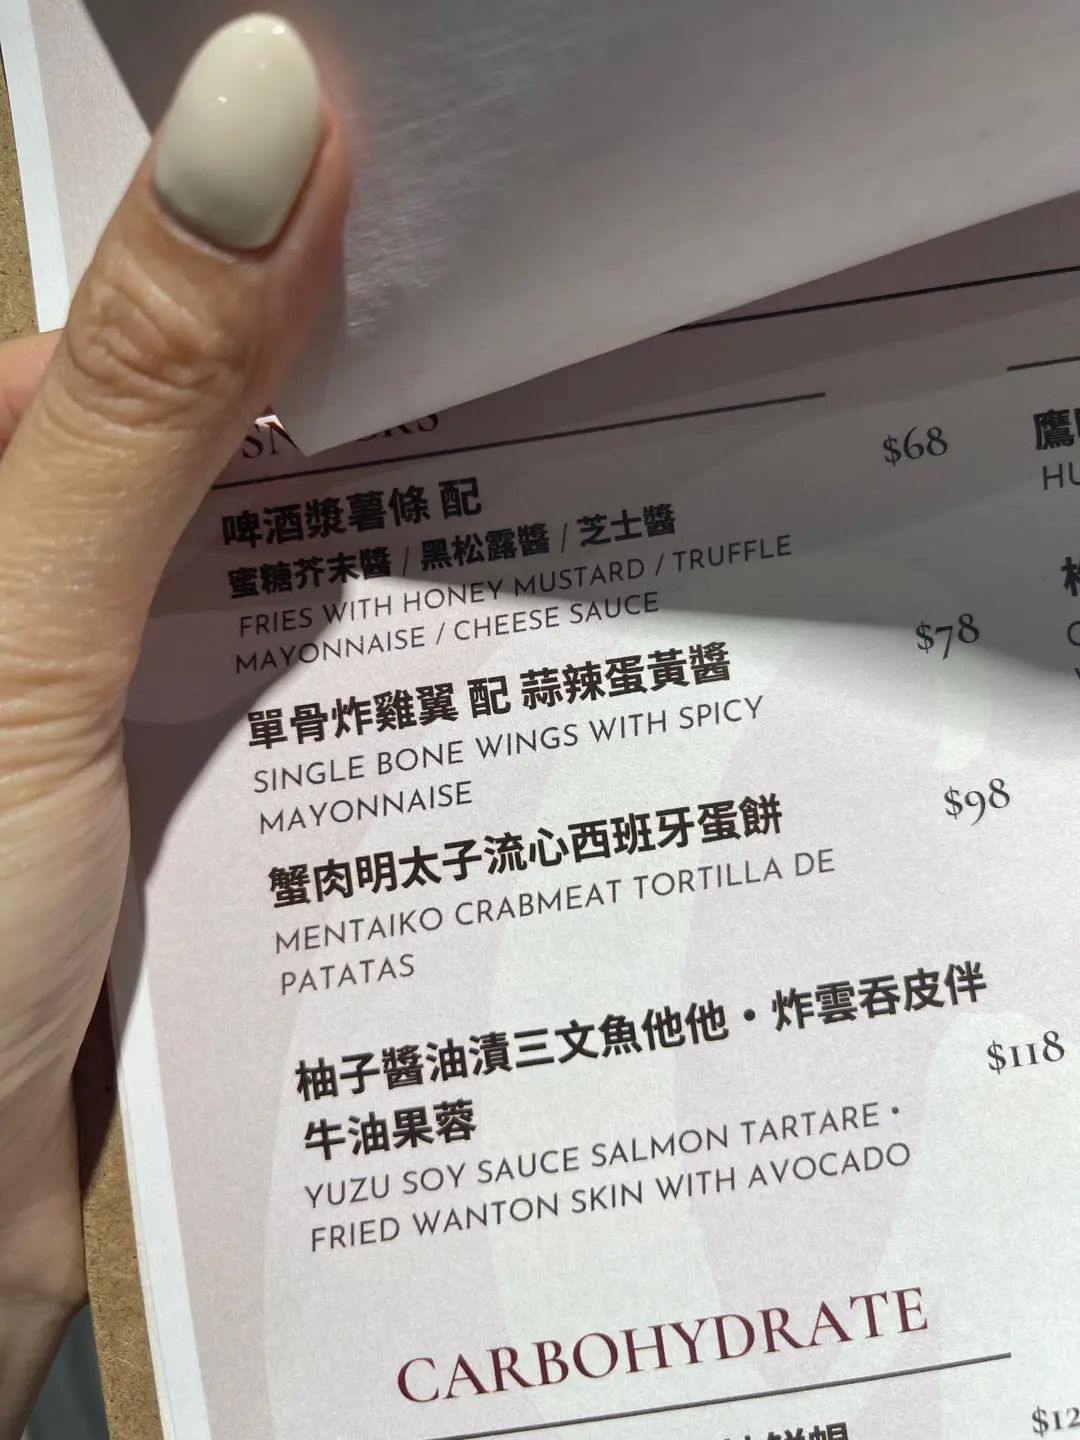 $68
啤酒漿薯條 配
蜜糖芥末醬 / 黑松露醬 / 芝士醬
FRIES WITH HONEY MUSTARD / TRUFFLE
MAYONNAISE / CHEESE SAUCE
$78
單骨炸雞翼 配 蒜辣蛋黃醬
SINGLE BONE WINGS WITH SPICY
MAYONNAISE
$98
蟹肉明太子流心西班牙蛋餅
MENTAIKO CRABMEAT TORTILLA DE
PATATAS
柚子醬油漬三文魚他他・炸雲吞皮伴
牛油果蓉
$118
YUZU SOY SAUCE SALMON TARTARE •
FRIED WANTON SKIN WITH AVOCADO
CARBOHYDRATE